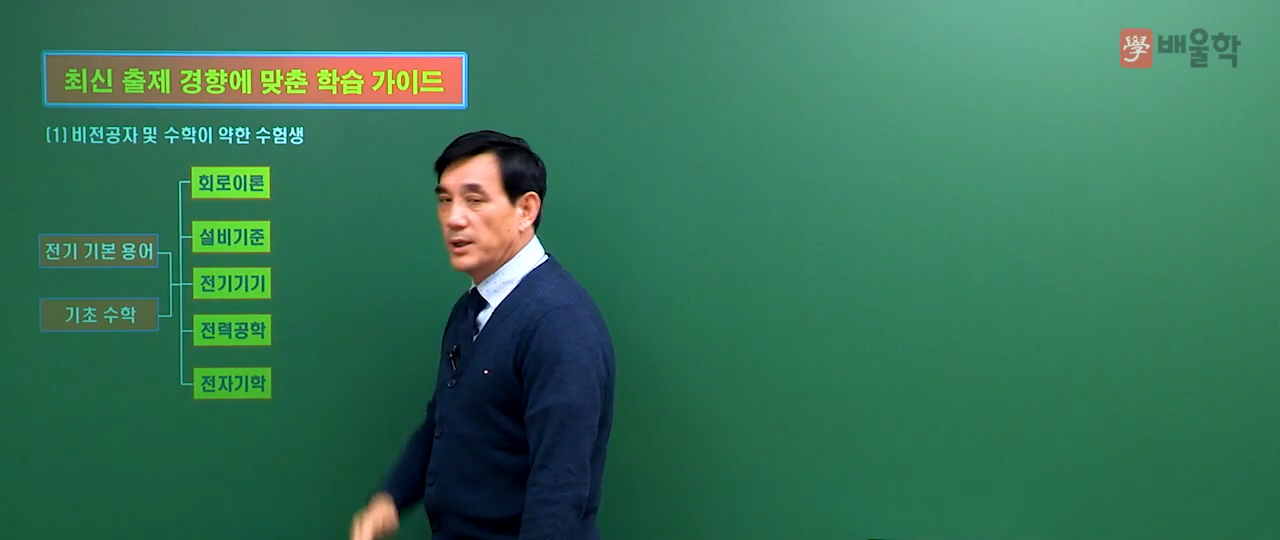 최신 출제 경향에 맞춘 학습 가이드
(1) 비전공자 및 수학이 약한 수험생
전기 기본 용어
기초 수학
회로이론
설비기준
전기기기
전력공학
전자기학
學 배울학